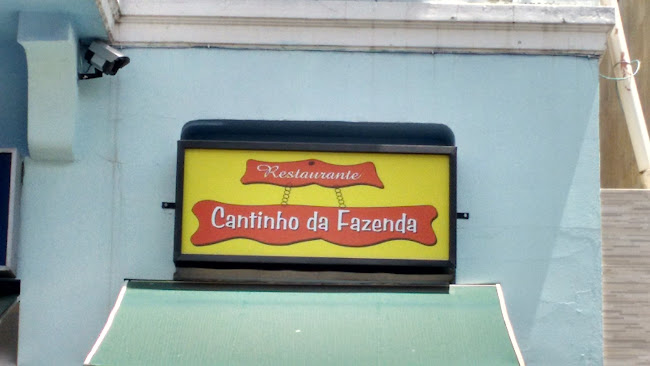 Restaurante
Cantinho da Fazenda